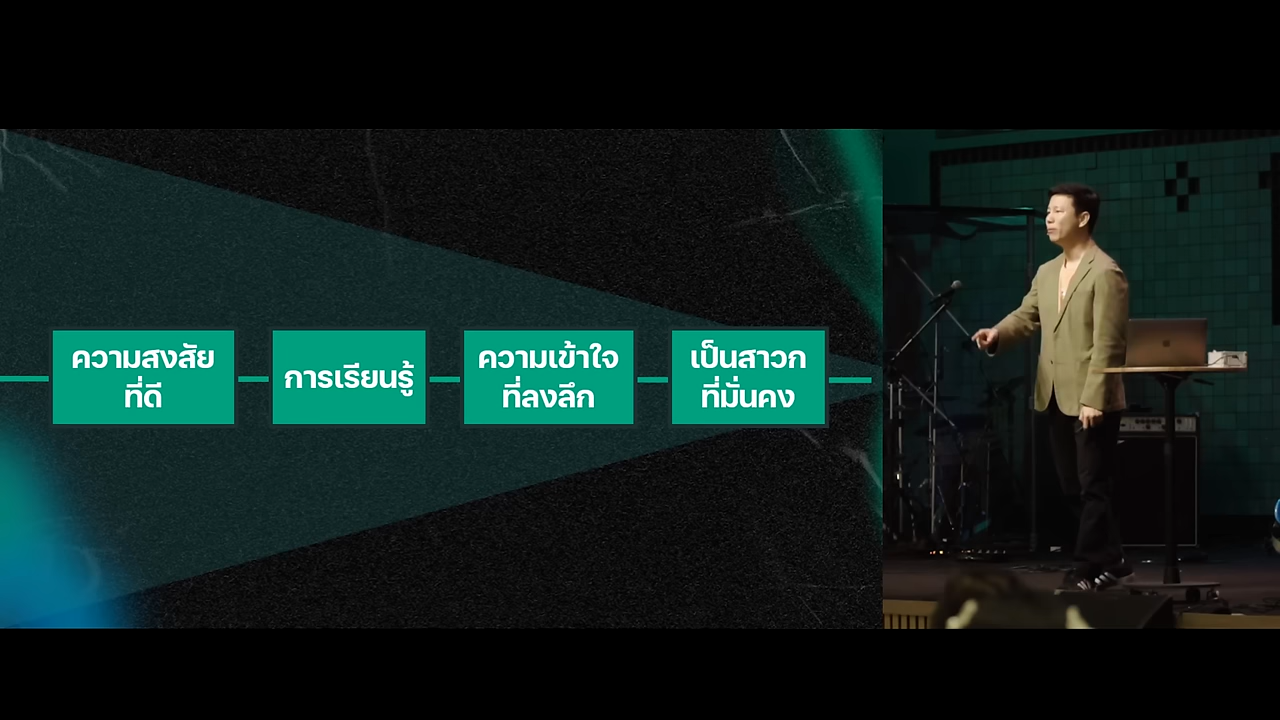 ความสงสัย
ที่ดี
การเรียนรู้
ความเข้าใจ
ที่ลงลึก
เป็นสาวก
ที่มั่นคง